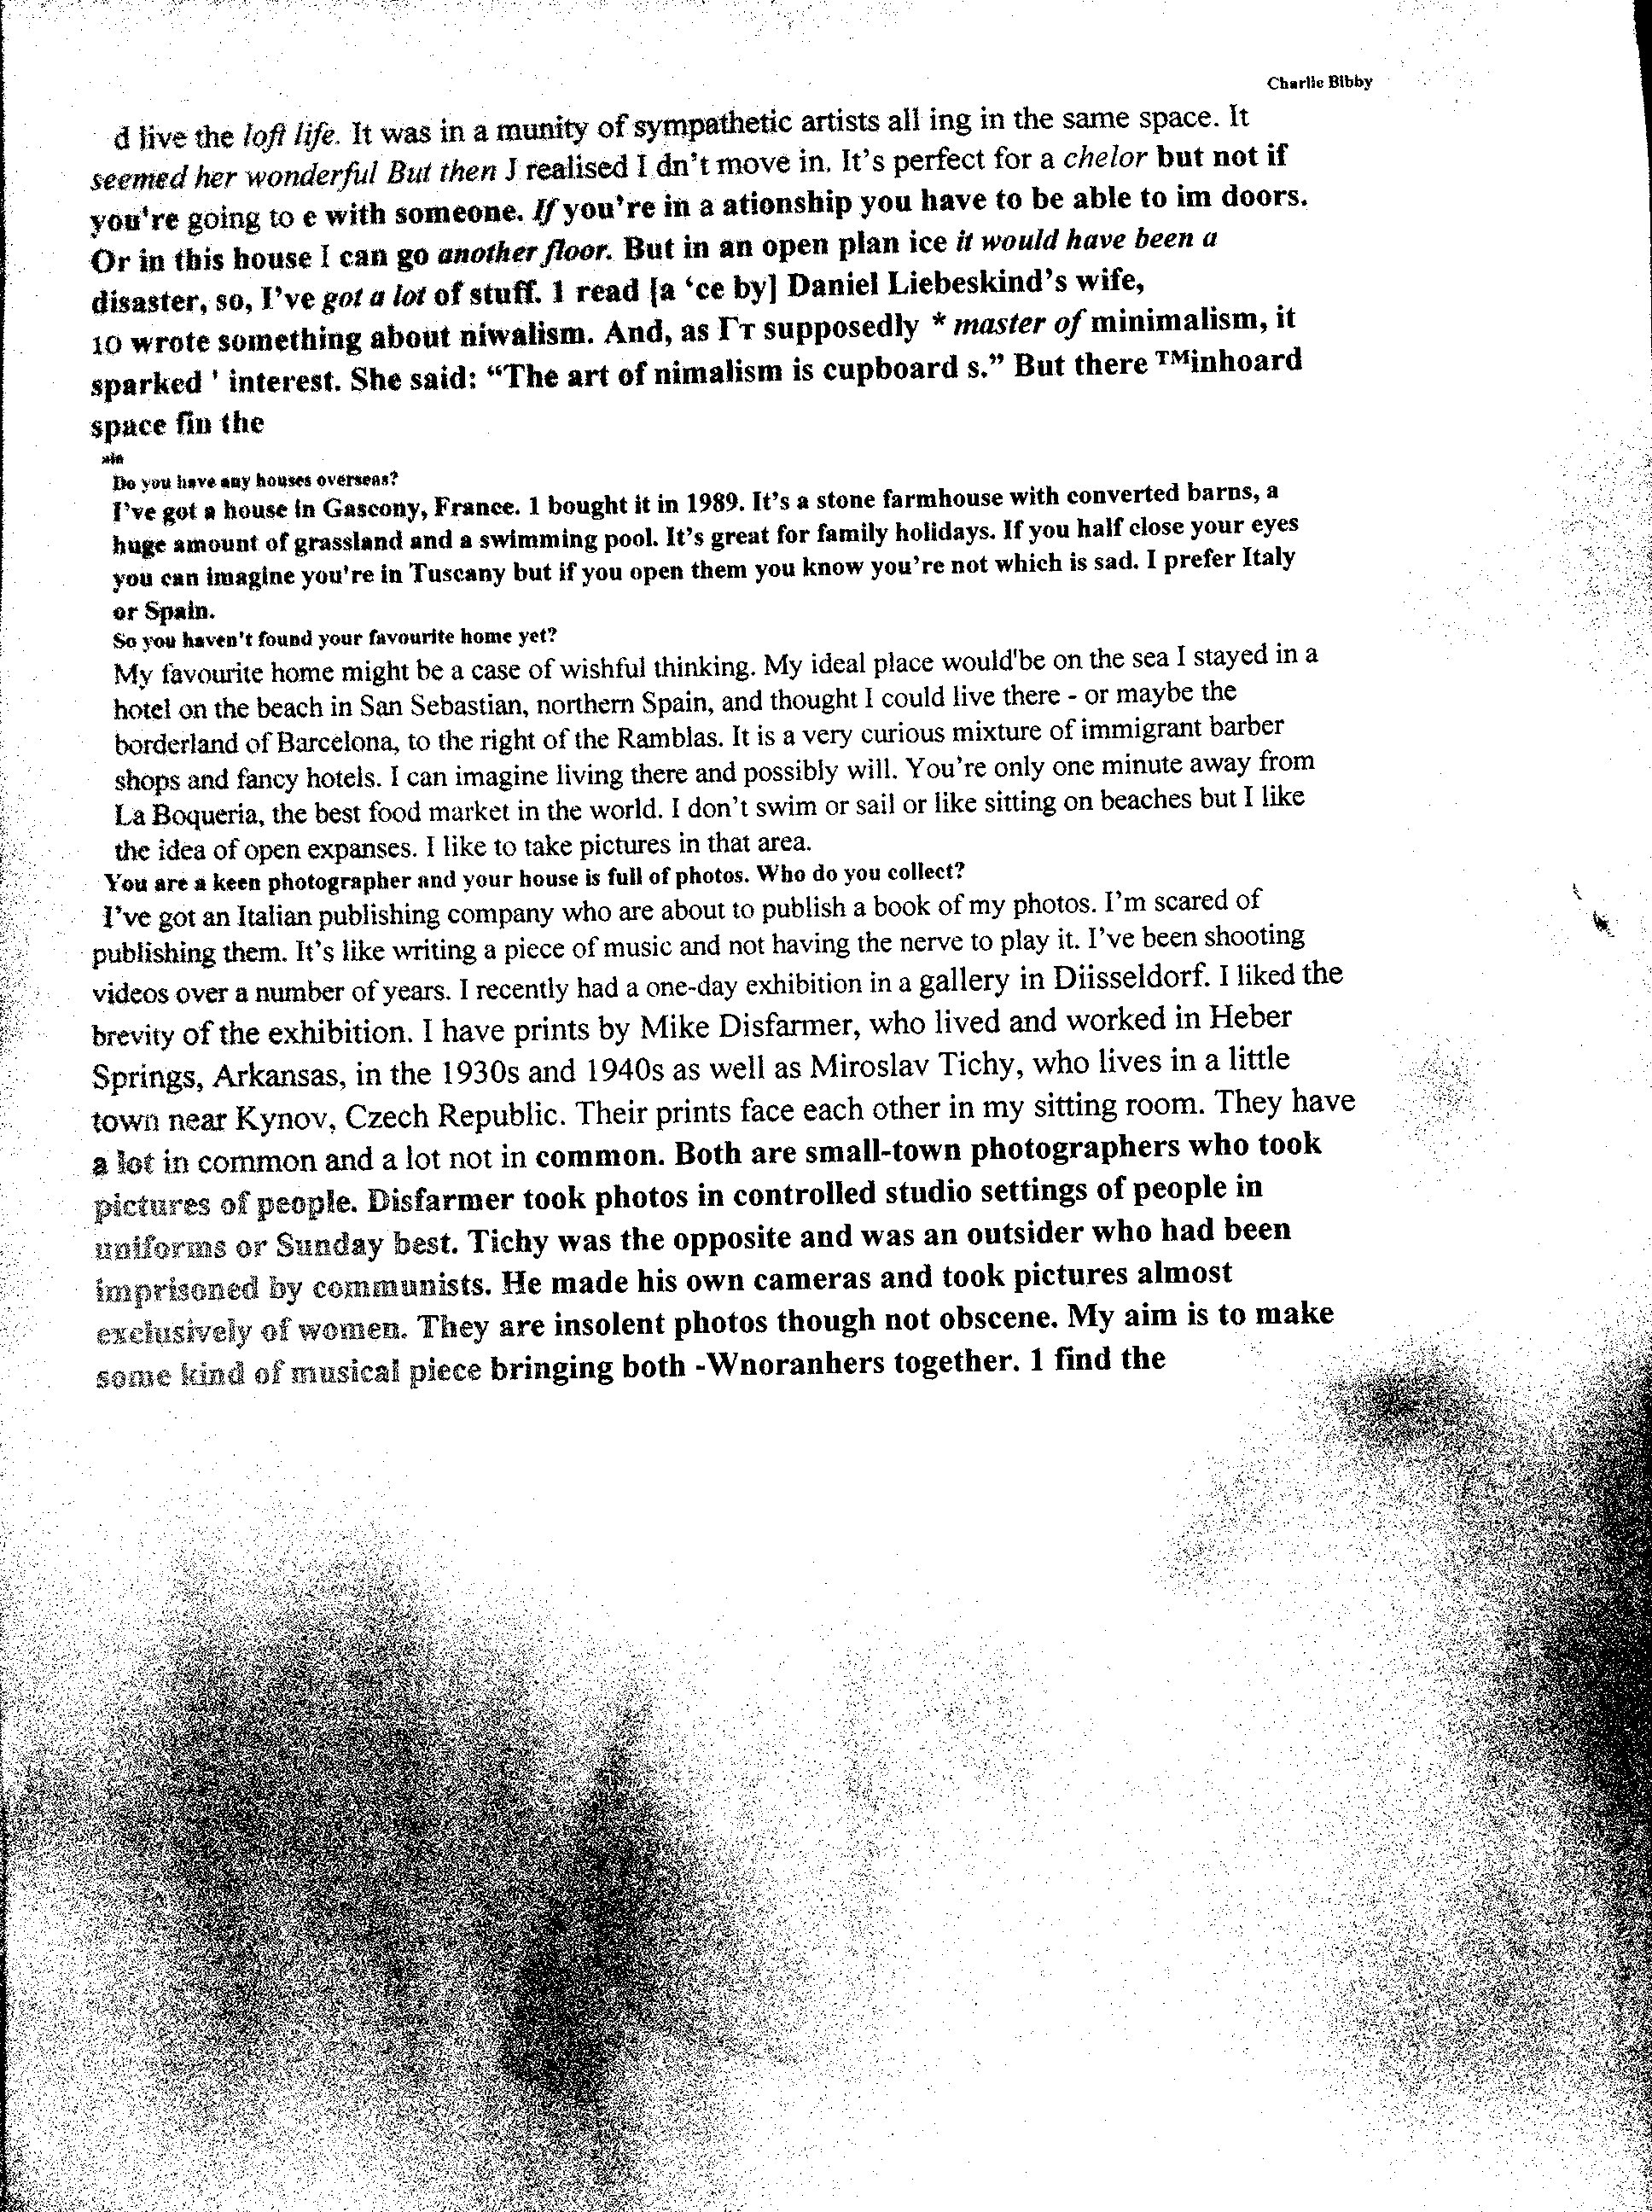 Charlie Bibby
d live the loft life. It was in a munity of sympathetic artists all ing in the same space. It
seemed her wonderful But then J realised I dn't move in. It's perfect for a chelor but not if
you're going to e with someone. If you're in a ationship you have to be able to im doors.
Or in this house I can go another floor. But in an open plan ice it would have been a
disaster, so, I've got a lot of stuff. 1 read [a ‘ce by] Daniel Liebeskind's wife,
10 wrote something about niwalism. And, as Γτ supposedly * master of minimalism, it
sparked ' interest. She said: “The art of nimalism is cupboard s.” But there ™inhoard
space fin the
Do you have any houses overseas?
I've got a house in Gascony, France. 1 bought it in 1989. It's a stone farmhouse with converted barns, a
huge amount of grassland and a swimming pool. It's great for family holidays. If you half close your eyes
you can imagine you're in Tuscany but if you open them you know you're not which is sad. I prefer Italy
or Spain.
So you haven't found your favourite home yet?
My favourite home might be a case of wishful thinking. My ideal place would'be on the sea I stayed in a
hotel on the beach in San Sebastian, northern Spain, and thought I could live there - or maybe the
borderland of Barcelona, to the right of the Ramblas. It is a very curious mixture of immigrant barber
shops and fancy hotels. I can imagine living there and possibly will. You're only one minute away from
La Boqueria, the best food market in the world. I don't swim or sail or like sitting on beaches but I like
the idea of open expanses. I like to take pictures in that area.
You are a keen photographer and your house is full of photos. Who do you collect?
I've got an Italian publishing company who are about to publish a book of my photos. I'm scared of
publishing them. It's like writing a piece of music and not having the nerve to play it. I've been shooting
videos over a number of years. I recently had a one-day exhibition in a gallery in Diisseldorf. I liked the
brevity of the exhibition. I have prints by Mike Disfarmer, who lived and worked in Heber
Springs, Arkansas, in the 1930s and 1940s as well as Miroslav Tichy, who lives in a little
town near Kynov, Czech Republic. Their prints face each other in my sitting room. They have
a lot in common and a lot not in common. Both are small-town photographers who took
pictures of people. Disfarmer took photos in controlled studio settings of people in
uniforms or Sunday best. Tichy was the opposite and was an outsider who had been
imprisoned by communists. He made his own cameras and took pictures almost
exclusively of women. They are insolent photos though not obscene. My aim is to make
some kind of musical piece bringing both -Wnoranhers together. 1 find the